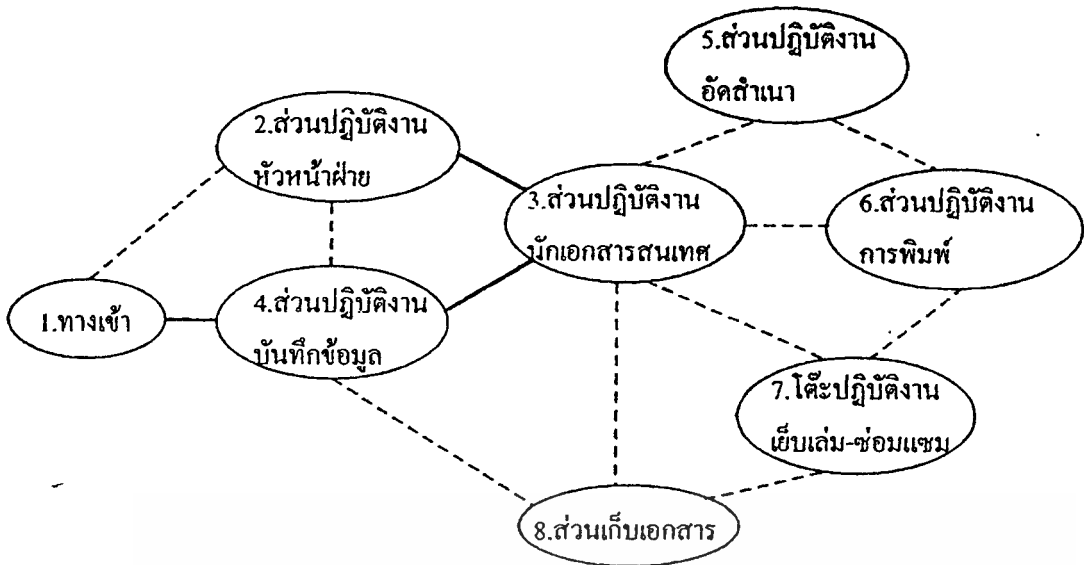 5.ส่วนปฏิบัติงาน
อัดสำเนา
2.ส่วนปฏิบัติงาน
หัวหน้าฝ่าย
3.ส่วนปฏิบัติงาน
นักเอกสารสนเทศ
6.ส่วนปฏิบัติงาน
การพิมพ์
1.ทางเข้า
4.ส่วนปฏิบัติงาน
บันทึกข้อมูล
7.โต๊ะปฏิบัติงาน
เย็บเล่ม-ซ่อมแซม
8.ส่วนเก็บเอกสาร